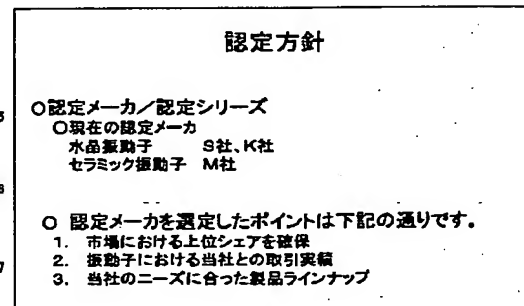 認定方針
○認定メーカ／認定シリーズ
○現在の認定メーカ
水晶振動子 S社、K社
セラミック振動子 M社
○ 認定メーカを選定したポイントは下記の通りです。
1. 市場における上位シェアを確保
2. 振動子における当社との取引実績
3. 当社のニーズに合った製品ラインナップ